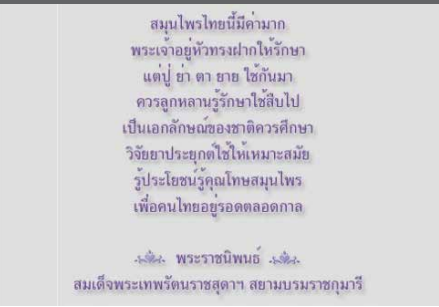 สมุนไพรไทยนี้มีค่ามาก
พระเจ้าอยู่หัวทรงฝากให้รักษา
แต่ปู่ ย่า ตา ยาย ใช้กันมา
ควรลูกหลานรู้รักษาใช้สืบไป
เป็นเอกลักษณ์ของชาติควรศึกษา
วิจัยยาประยุกต์ใช้ให้เหมาะสมัย
รู้ประโยชน์รู้คุณโทษสมุนไพร
เพื่อคนไทยอยู่รอดตลอดกาล
พระราชนิพนธ์
สมเด็จพระเทพรัตนราชสุดาฯ สยามบรมราชกุมารี